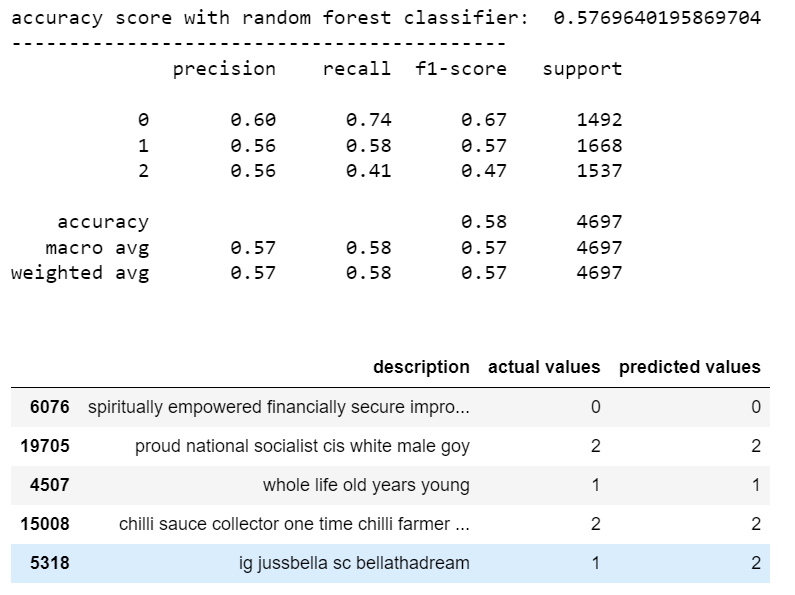 accuracy score with random forest classifier:  0.5769640195869704
-------------------------------------------
precision recall f1-score support
0 0.60 0.74 0.67 1492
1 0.56 0.58 0.57 1668
2 0.56 0.41 0.47 1537
accuracy 0.58 4697
macro avg 0.57 0.58 0.57 4697
weighted avg 0.57 0.58 0.57 4697
description actual values predicted values
6076 spiritually empowered financially secure impro... 0 0
19705 proud national socialist cis white male goy 2 2
4507 whole life old years young 1 1
15008 chilli sauce collector one time chilli farmer ... 2 2
5318 ig jussbella sc bellathadream 1 2